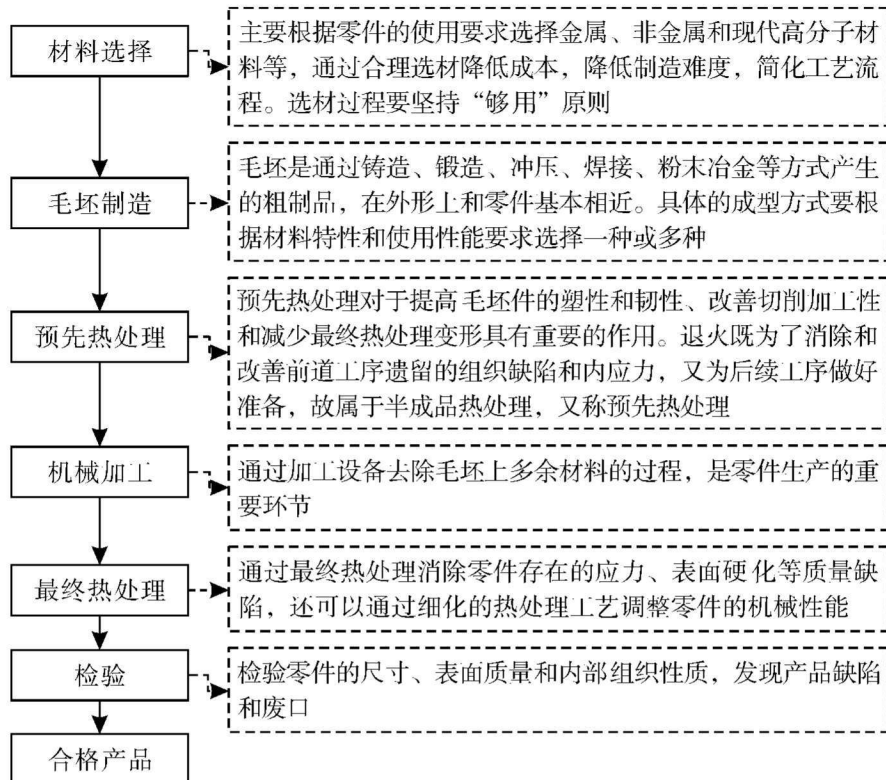 材料选择
主要根据零件的使用要求选择金属、非金属和现代高分子材
料等，通过合理选材降低成本，降低制造难度，简化工艺流
程。选材过程要坚持“够用”原则
毛坯制造
毛坯是通过铸造、锻造、冲压、焊接、粉末冶金等方式产生
的粗制品，在外形上和零件基本相近。具体的成型方式要根
据材料特性和使用性能要求选择一种或多种
预先热处理
预先热处理对于提高毛坯件的塑性和韧性、改善切削加工性
和减少最终热处理变形具有重要的作用。退火既为了消除和
改善前道工序遗留的组织缺陷和内应力，又为后续工序做好
准备，故属于半成品热处理，又称预先热处理
机械加工
通过加工设备去除毛坯上多余材料的过程，是零件生产的重
要环节
最终热处理
通过最终热处理消除零件存在的应力、表面硬化等质量缺
陷，还可以通过细化的热处理工艺调整零件的机械性能
检验
检验零件的尺寸、表面质量和内部组织性质，发现产品缺陷
和废口
合格产品